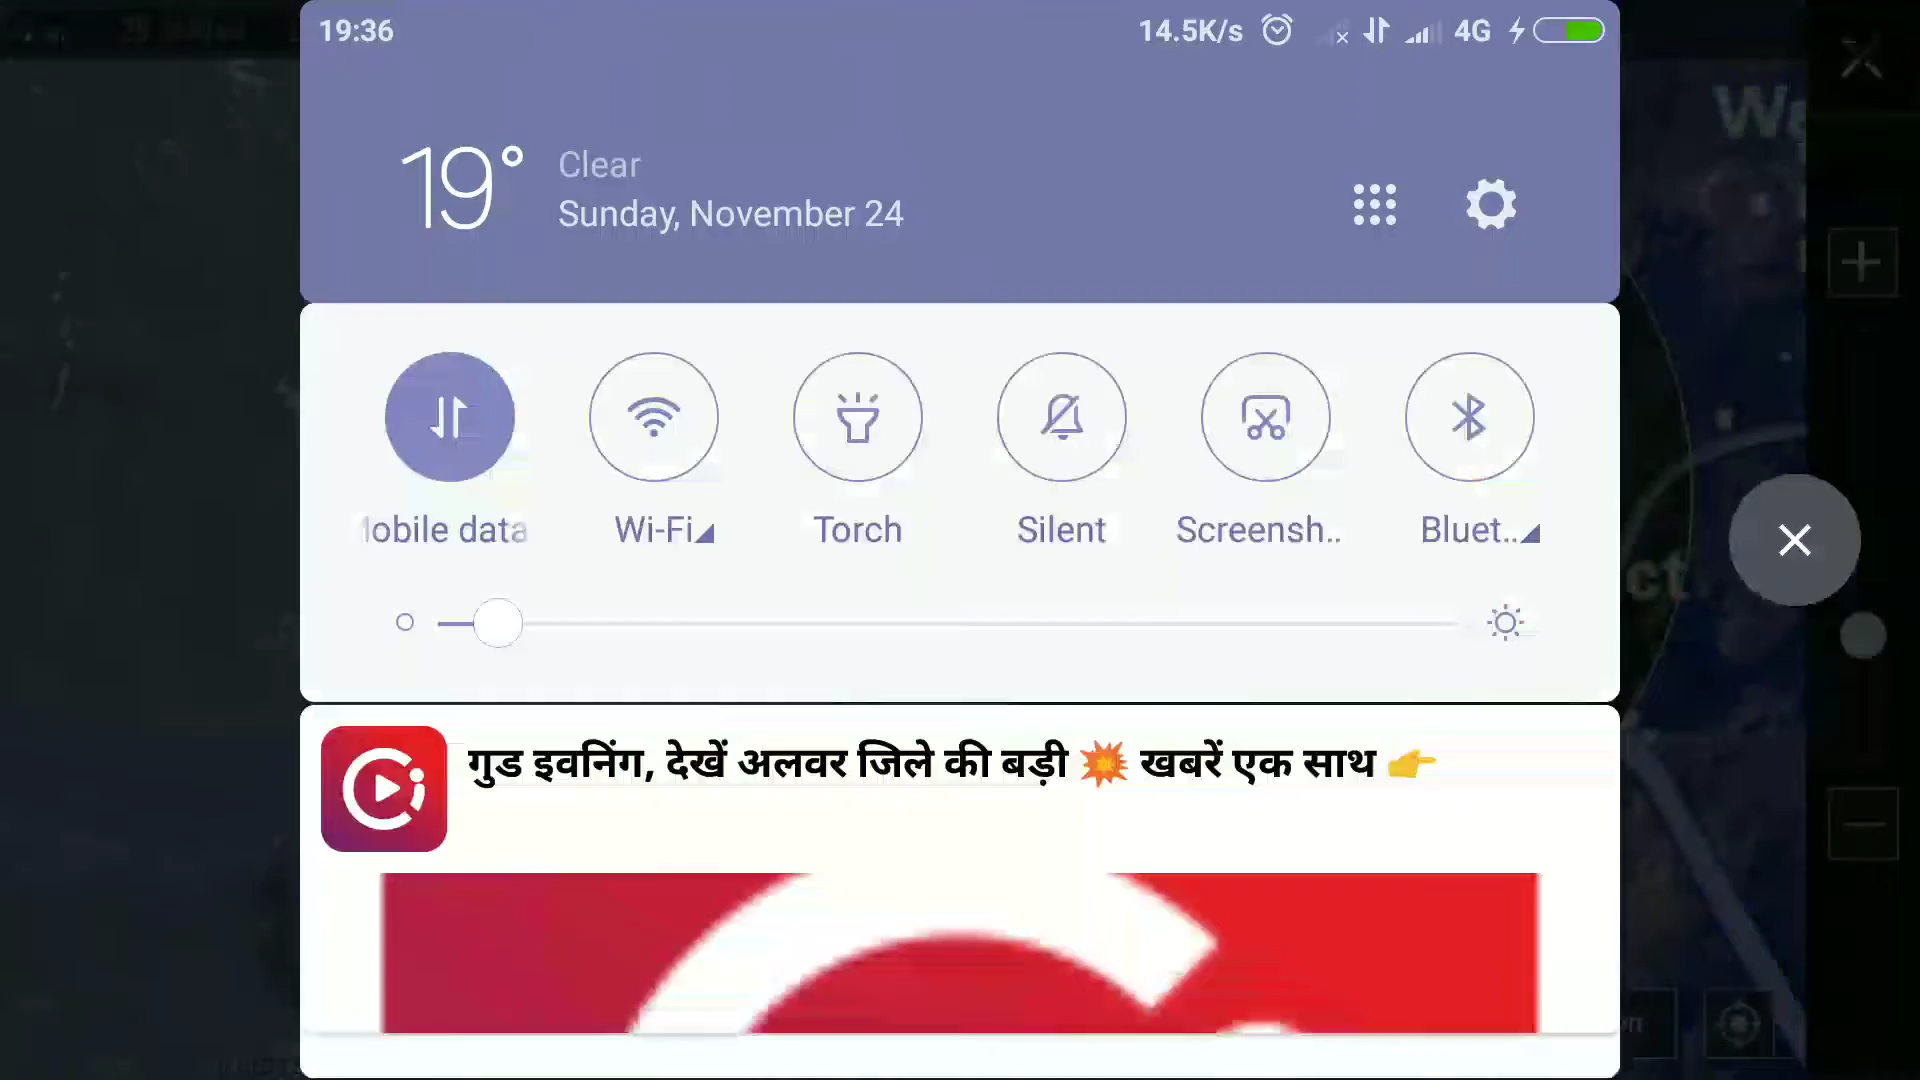 19:36
14.5K/s
4G
19°
Clear
Sunday, November 24
Mobile data
Wi-Fi
Torch
Silent
Screensh..
Bluet..
गुड इवनिंग, देखें अलवर जिले की बड़ी 💥 खबरें एक साथ 👉